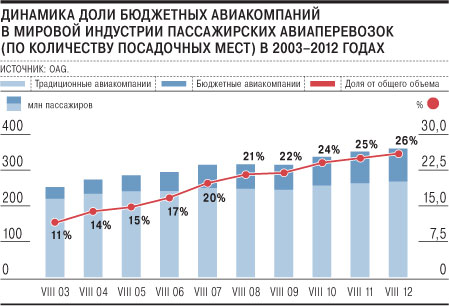 ДИНАМИКА ДОЛИ БЮДЖЕТНЫХ АВИАКОМПАНИЙ
В МИРОВОЙ ИНДУСТРИИ ПАССАЖИРСКИХ АВИАПЕРЕВОЗОК
(ПО КОЛИЧЕСТВУ ПОСАДОЧНЫХ МЕСТ) В 2003–2012 ГОДАХ
ИСТОЧНИК: OAG.
Традиционные авиакомпании Бюджетные авиакомпании Доля от общего объема
млн пассажиров %
400 30,0
300 22,5
200 15,0
100 7,5
0 0
11% 14% 15% 17% 20% 21% 22% 24% 25% 26%
VIII 03 VIII 04 VIII 05 VIII 06 VIII 07 VIII 08 VIII 09 VIII 10 VIII 11 VIII 12